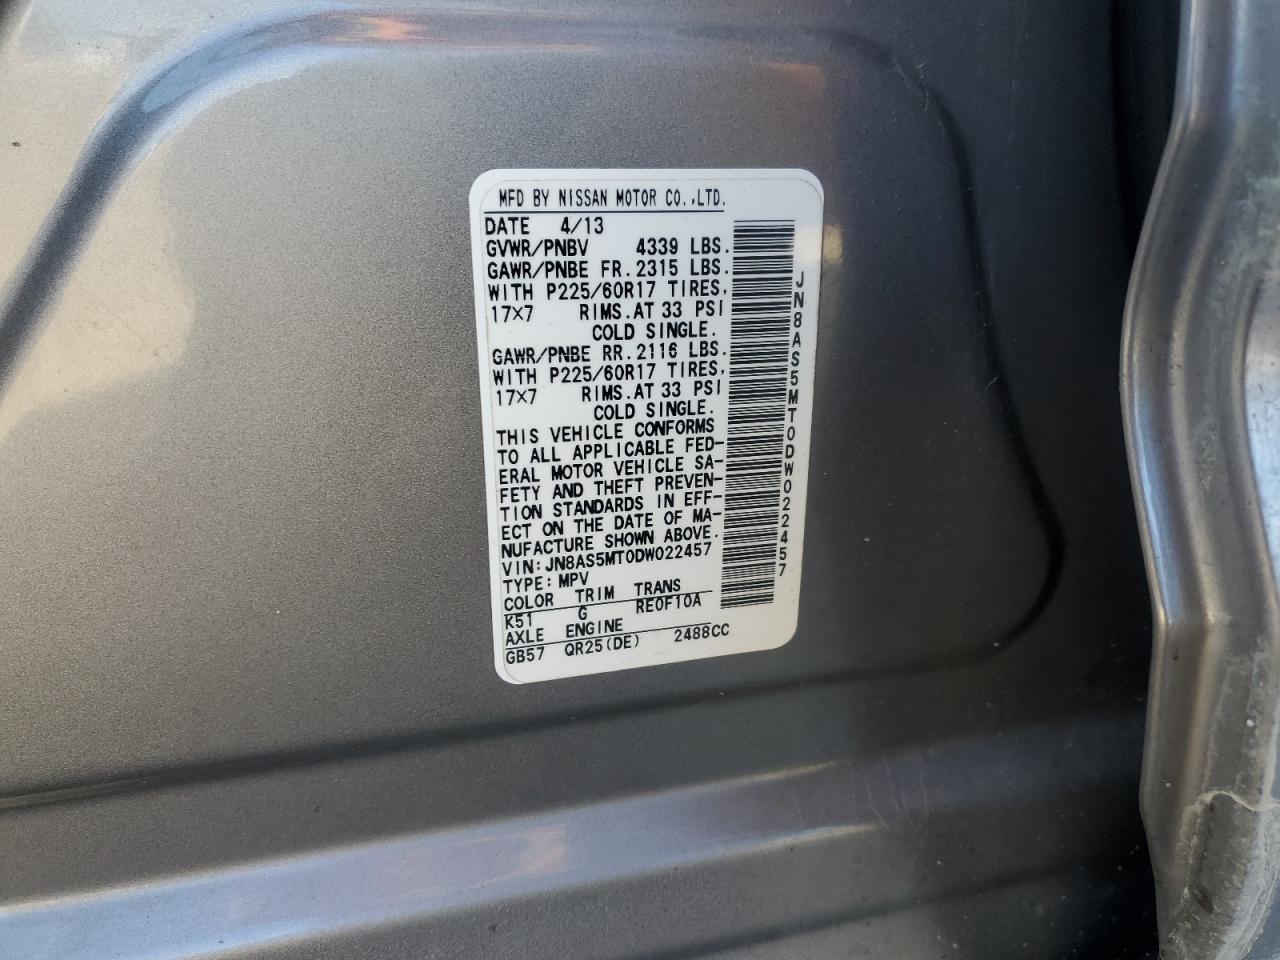 MFD BY NISSAN MOTOR CO.,LTD.
DATE 4/13
GVWR/PNBV 4339 LBS.
GAWR/PNBE FR.2315 LBS.
WITH P225/60R17 TIRES,
17×7 RIMS.AT 33 PSI
COLD SINGLE.
GAWR/PNBE RR.2116 LBS.
WITH P225/60R17 TIRES,
17×7 RIMS.AT 33 PSI
COLD SINGLE.
THIS VEHICLE CONFORMS
TO ALL APPLICABLE FED-
ERAL MOTOR VEHICLE SA-
FETY AND THEFT PREVEN-
TION STANDARDS IN EFF-
ECT ON THE DATE OF MA-
NUFACTURE SHOWN ABOVE.
VIN:JN8AS5MT0DW022457
TYPE:MPV
COLOR TRIM TRANS
K51 G RE0F10A
AXLE ENGINE
GB57 QR25(DE) 2488CC
JN8AS5MT0DW022457